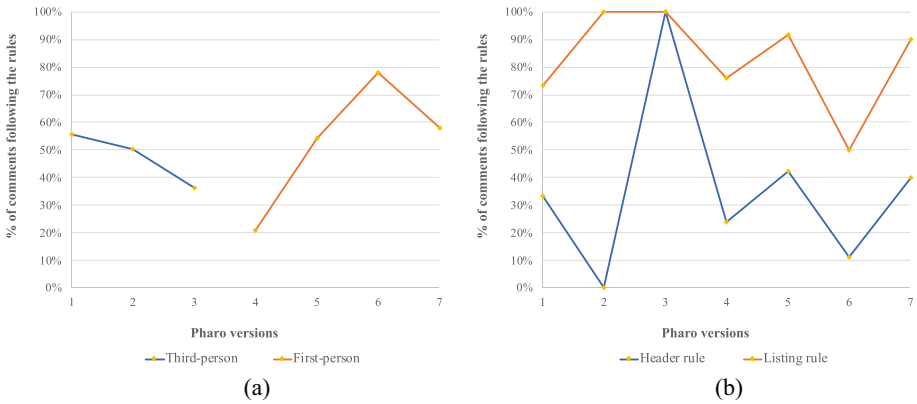 % of comments following the rules
100%
90%
80%
70%
60%
50%
40%
30%
20%
10%
0%
1 2 3 4 5 6 7
Pharo versions
Third-person First-person
(a)
% of comments following the rules
100%
90%
80%
70%
60%
50%
40%
30%
20%
10%
0%
1 2 3 4 5 6 7
Pharo versions
Header rule Listing rule
(b)